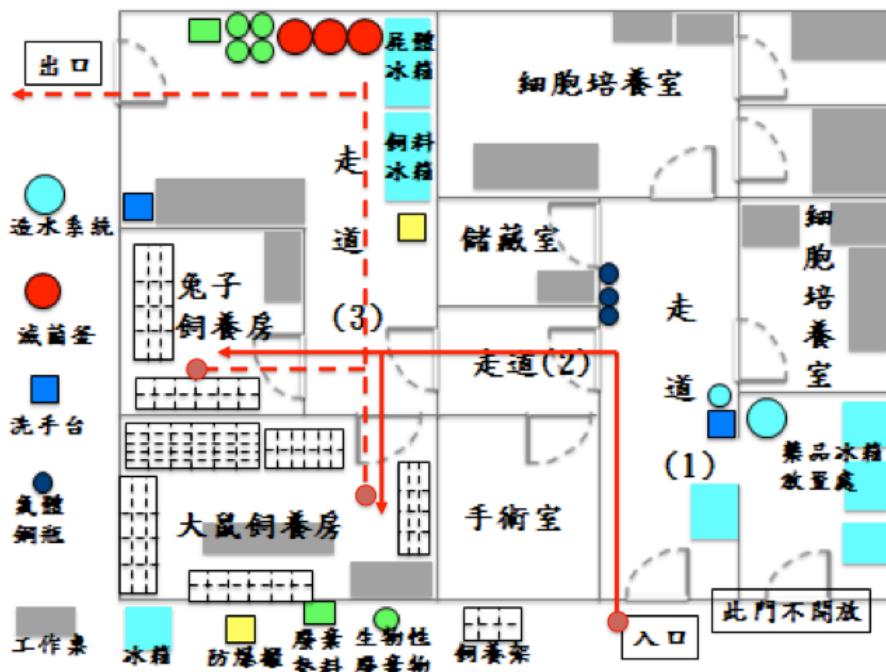 出口
屍體
冰箱
細胞培養室
飼料
冰箱
走
道
(3)
造水系統
儲藏室
細
胞
培
養
室
兔子
飼養房
滅菌釜
走
道
(1)
走道(2)
洗手台
藥品冰箱
放置處
氣體
鋼瓶
大鼠飼養房
手術室
此門不開放
入口
工作桌
冰箱
防爆櫃
廢棄
墊料
生物性
廢棄物
飼養架